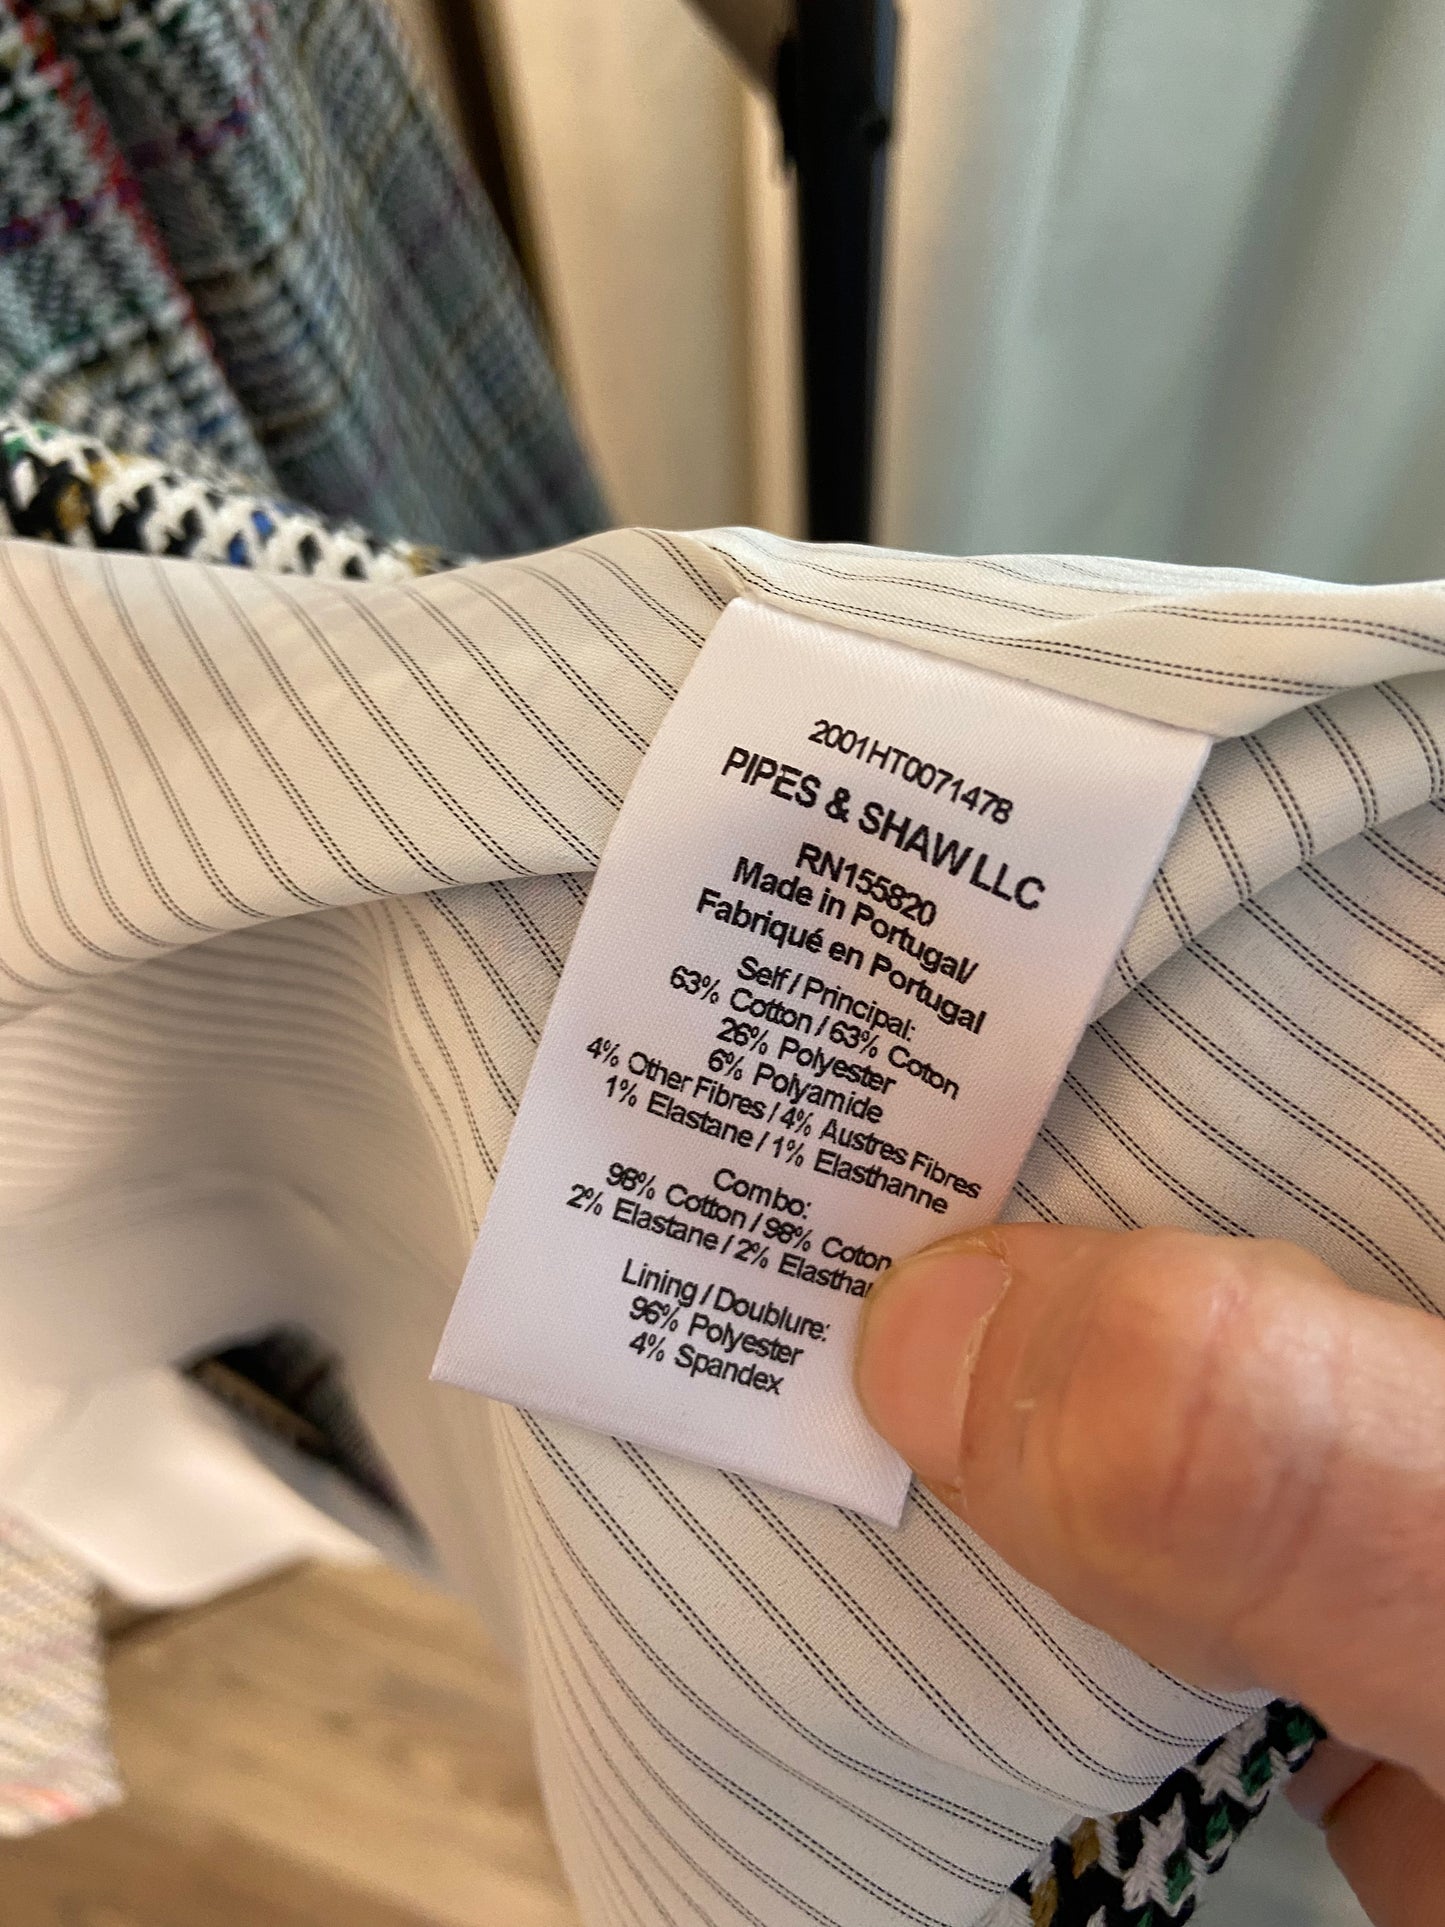 2001HT0071478
PIPES & SHAW LLC
RN155820
Made in Portugal/
Fabriqué en Portugal
Self / Principal:
63% Cotton / 63% Coton
26% Polyester
6% Polyamide
4% Other Fibres / 4% Austres Fibres
1% Elastane / 1% Elasthanne
Combo:
98% Cotton / 98% Coton
2% Elastane / 2%
Lining / Doublure:
96% Polyester
4% Spandex